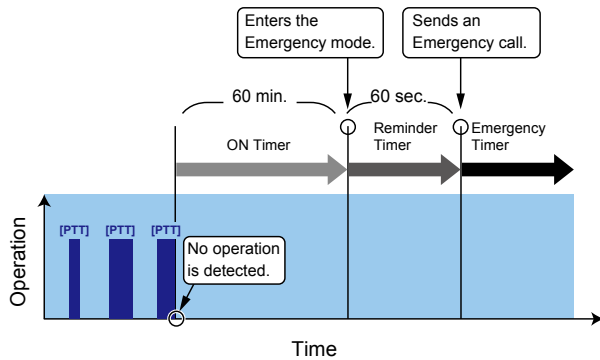 Enters the
Emergency mode.
Sends an
Emergency call.
60 min.
60 sec.
ON Timer
Reminder
Timer
Emergency
Timer
[PTT] [PTT] [PTT]
No operation
is detected.
Operation
Time